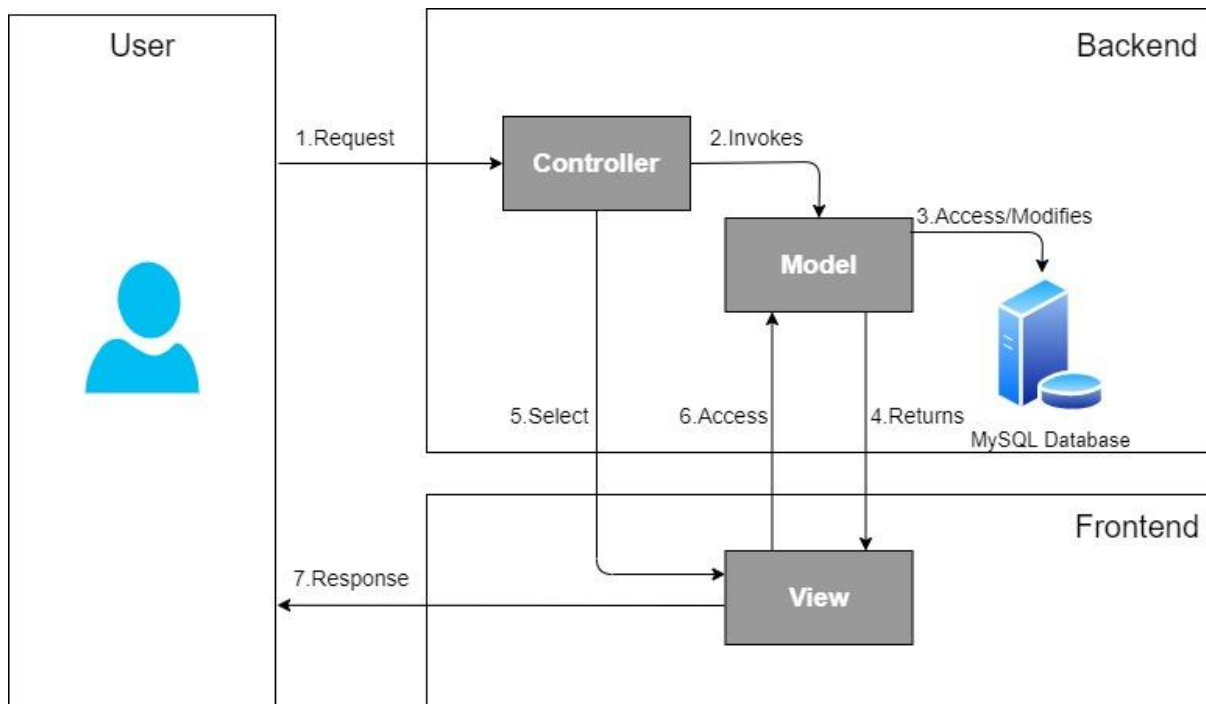 User
Backend
1.Request
2.Invokes
Controller
3.Access/Modifies
Model
5.Select
6.Access
4.Returns
MySQL Database
Frontend
7.Response
View